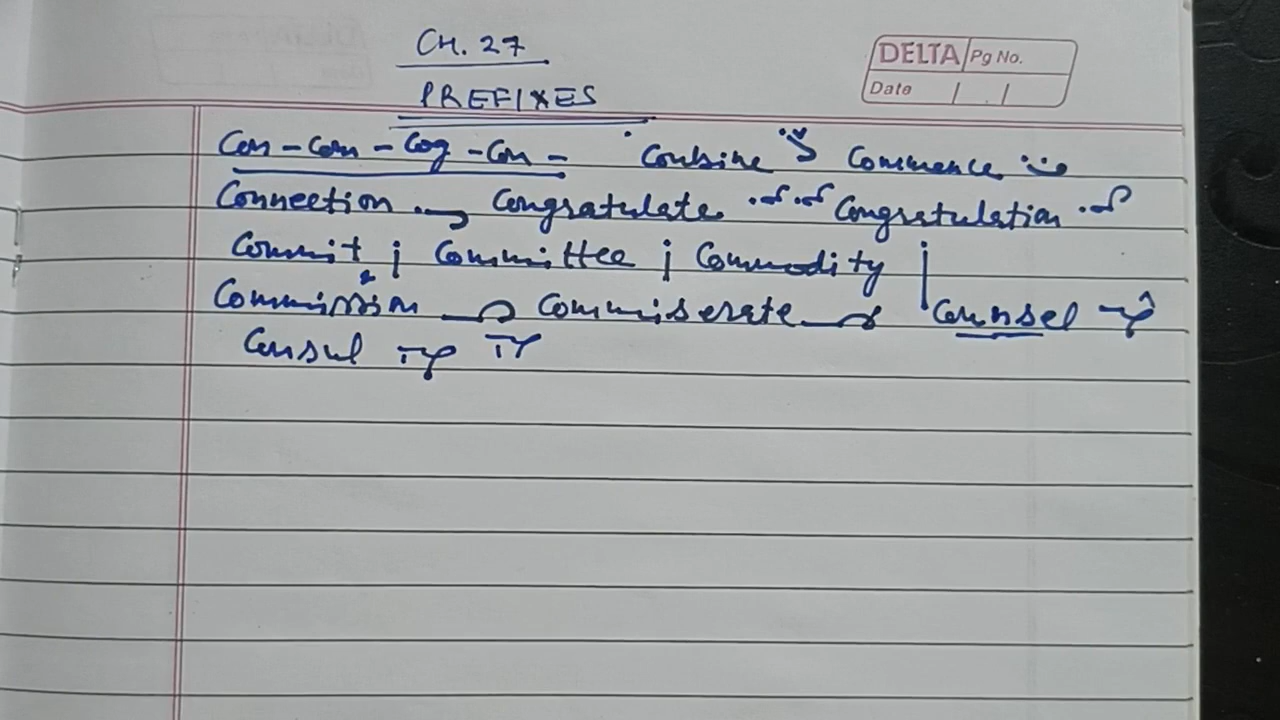 CH. 27
DELTA Pg No.
PREFIXES
Date / /
Con - Com - Cog - Con - Combine Commence
Connection Congratulate Congratulation
Commit Committee Commodity
Commission Commiserate Counsel
Consul